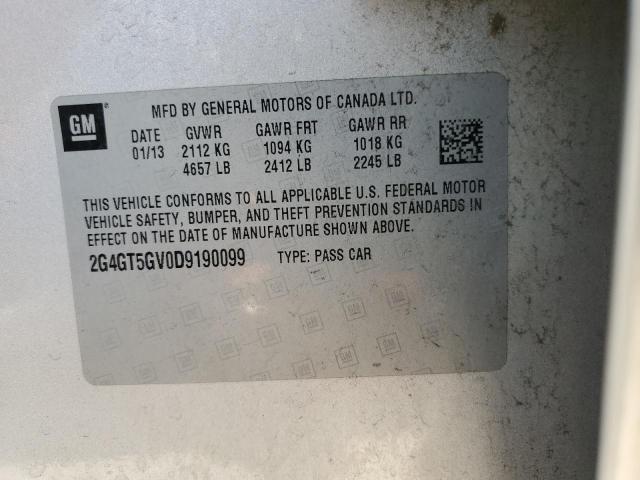 GM
MFD BY GENERAL MOTORS OF CANADA LTD.
DATE GVWR GAWR FRT GAWR RR
01/13 2112 KG 1094 KG 1018 KG
4657 LB 2412 LB 2245 LB
THIS VEHICLE CONFORMS TO ALL APPLICABLE U.S. FEDERAL MOTOR
VEHICLE SAFETY, BUMPER, AND THEFT PREVENTION STANDARDS IN
EFFECT ON THE DATE OF MANUFACTURE SHOWN ABOVE.
2G4GT5GV0D9190099 TYPE: PASS CAR